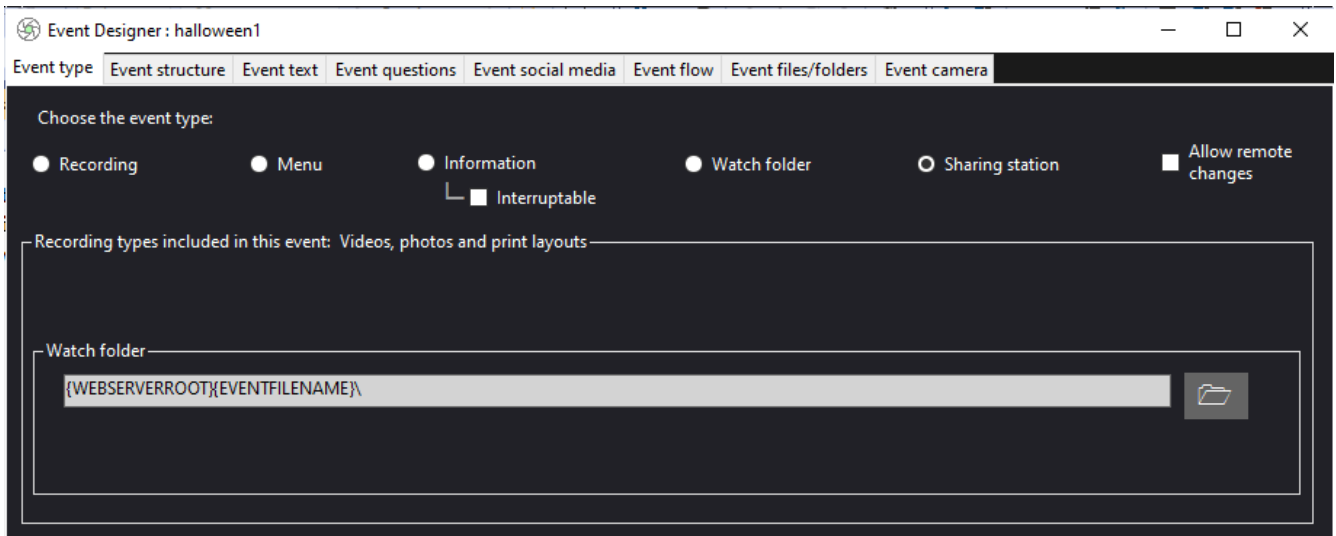 Event Designer : halloween1
Event type Event structure Event text Event questions Event social media Event flow Event files/folders Event camera
Choose the event type:
Recording Menu Information Watch folder Sharing station Allow remote changes
Interruptable
Recording types included in this event: Videos, photos and print layouts
Watch folder
{WEBSERVERROOT}{EVENTFILENAME}\